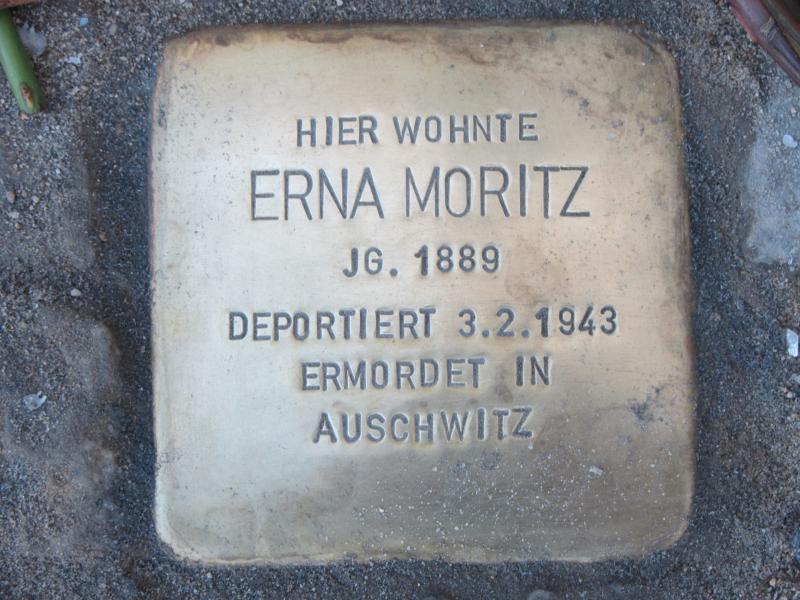 HIER WOHNTE
ERNA MORITZ
JG. 1889
DEPORTIERT 3.2.1943
ERMORDET IN
AUSCHWITZ